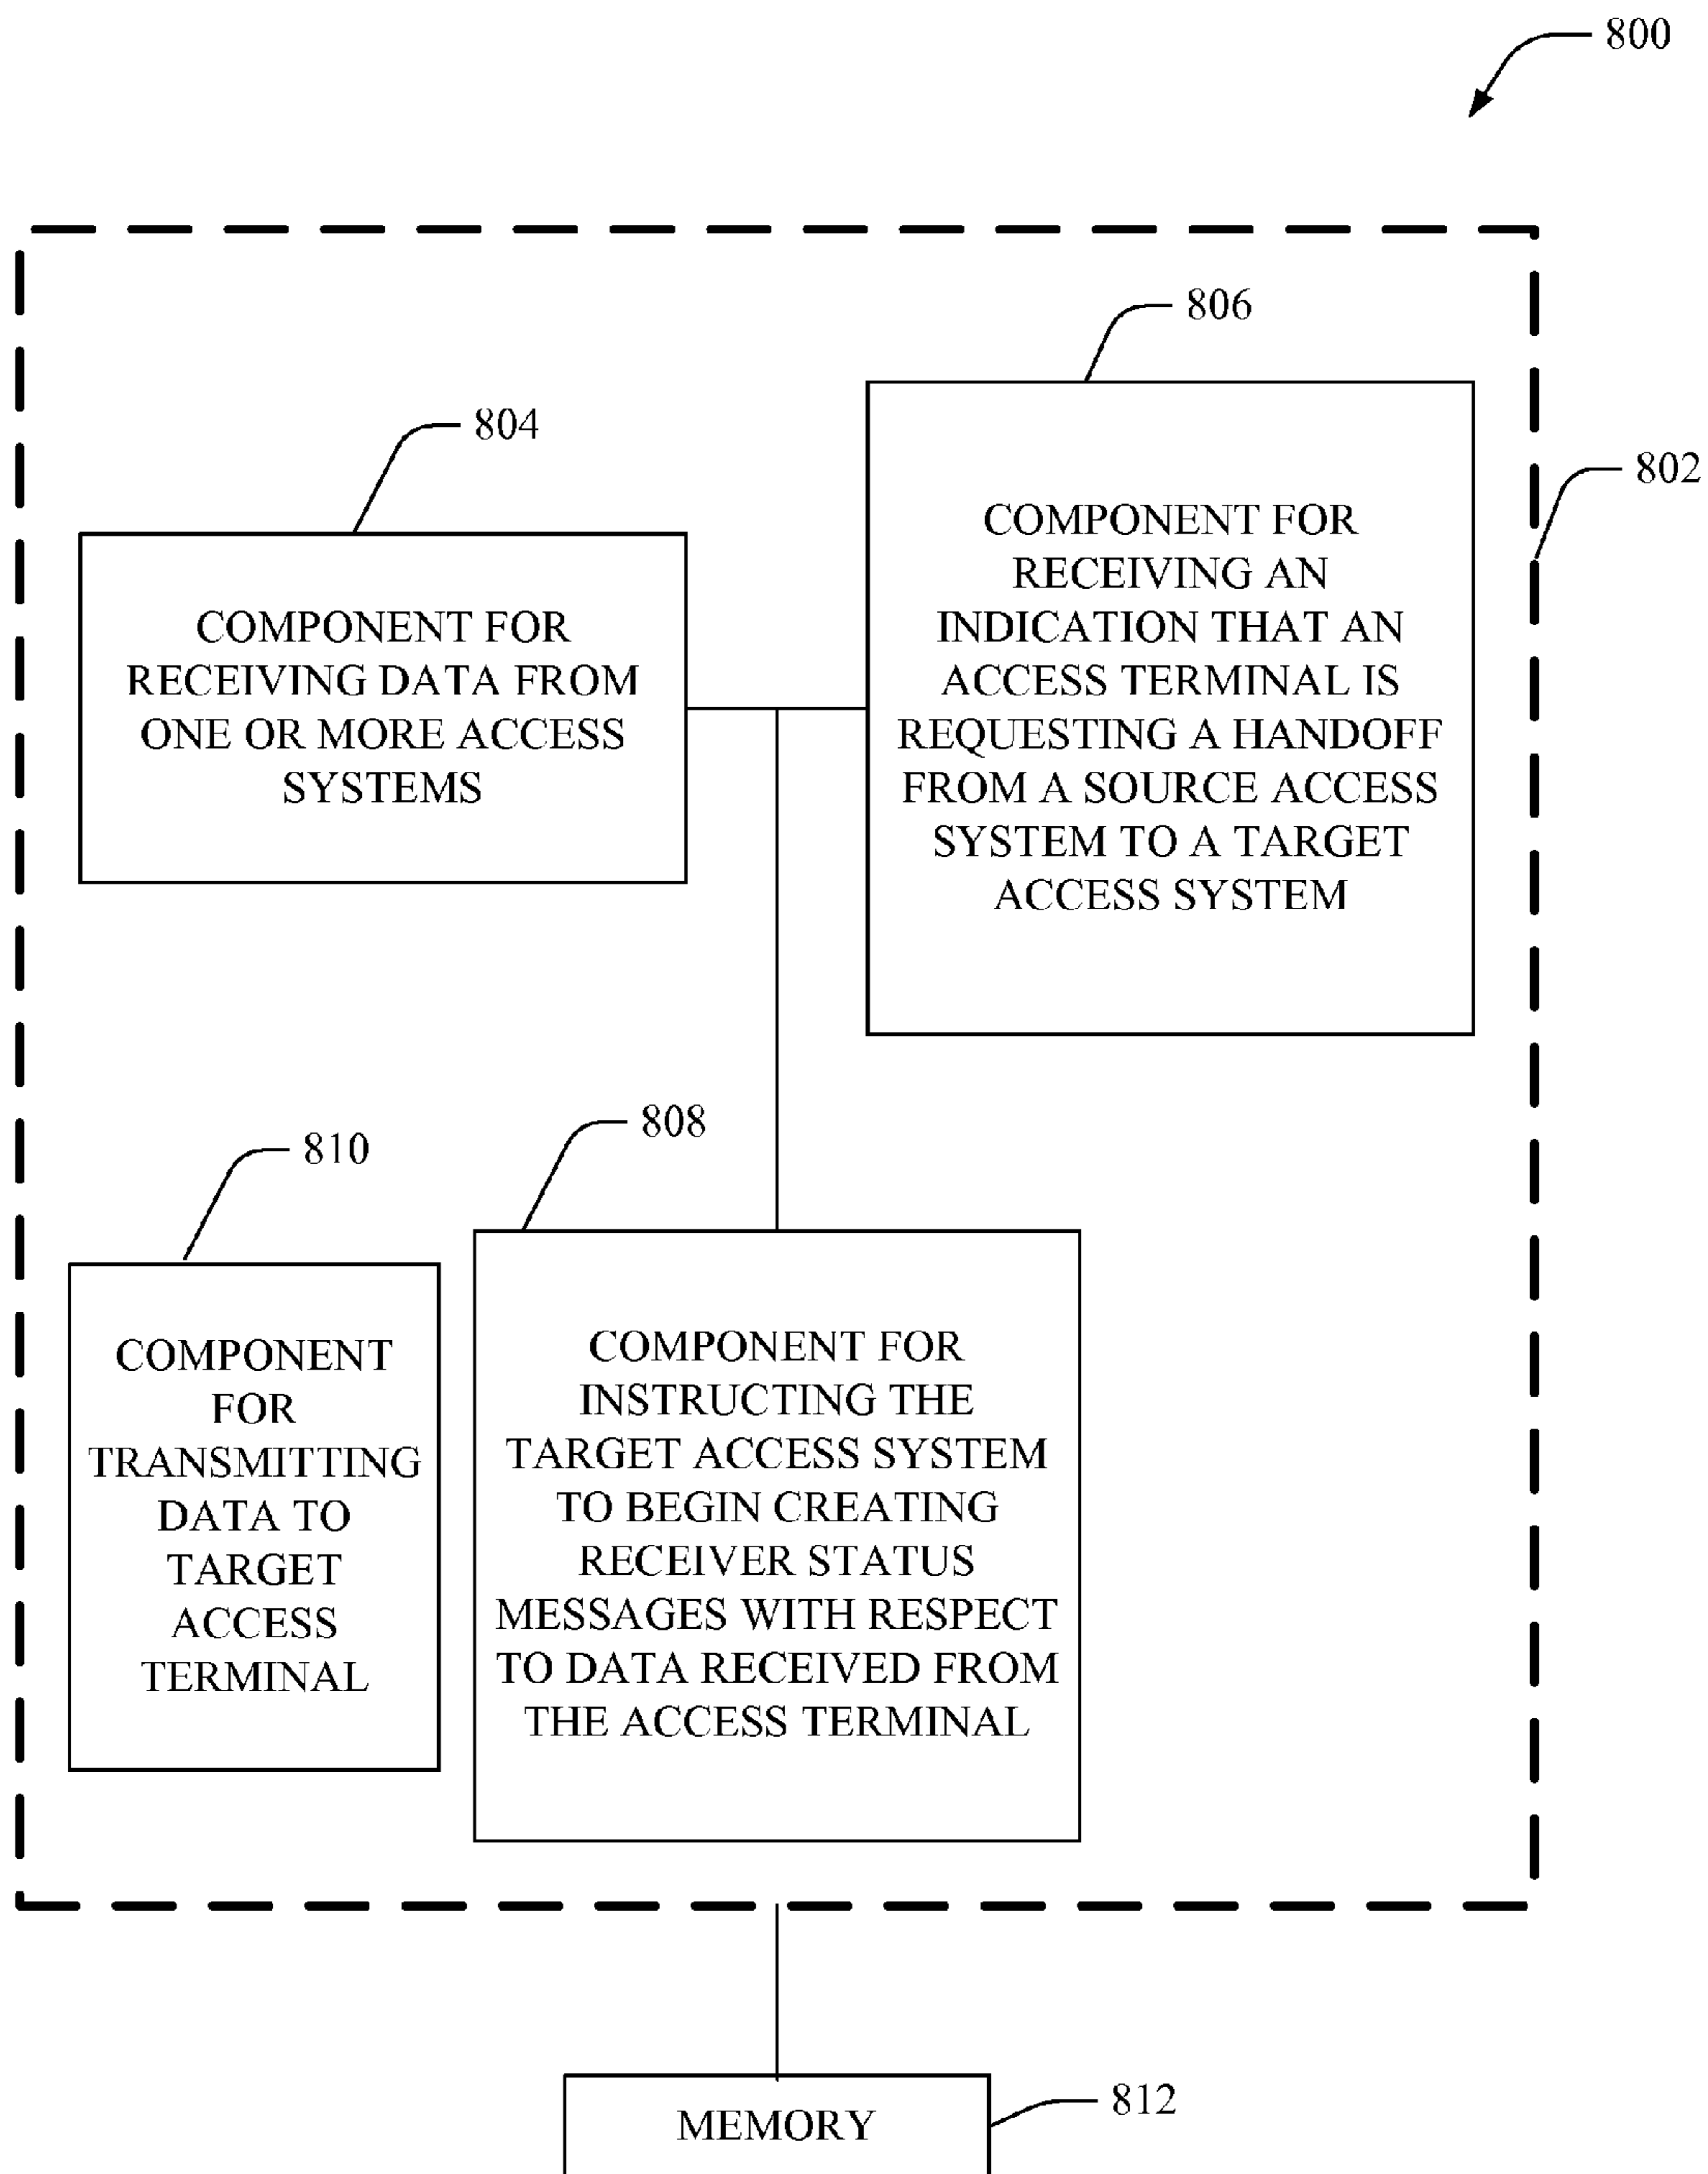 800
806
804
802
COMPONENT FOR
RECEIVING DATA FROM
ONE OR MORE ACCESS
SYSTEMS
COMPONENT FOR
RECEIVING AN
INDICATION THAT AN
ACCESS TERMINAL IS
REQUESTING A HANDOFF
FROM A SOURCE ACCESS
SYSTEM TO A TARGET
ACCESS SYSTEM
810
808
COMPONENT
FOR
TRANSMITTING
DATA TO
TARGET
ACCESS
TERMINAL
COMPONENT FOR
INSTRUCTING THE
TARGET ACCESS SYSTEM
TO BEGIN CREATING
RECEIVER STATUS
MESSAGES WITH RESPECT
TO DATA RECEIVED FROM
THE ACCESS TERMINAL
MEMORY
812